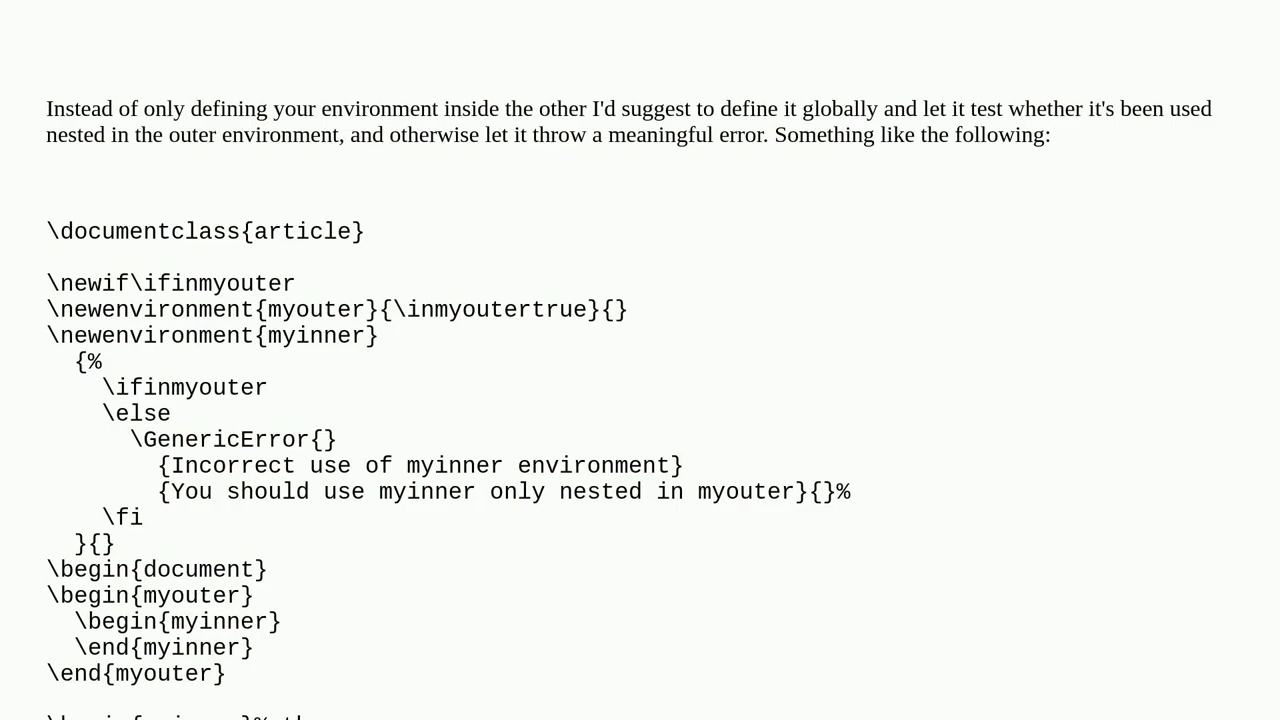 Instead of only defining your environment inside the other I'd suggest to define it globally and let it test whether it's been used
nested in the outer environment, and otherwise let it throw a meaningful error. Something like the following:
\documentclass{article}
\newif\ifinmyouter
\newenvironment{myouter}{\inmyoutertrue}{}
\newenvironment{myinner}
  {%
    \ifinmyouter
    \else
      \GenericError{}
        {Incorrect use of myinner environment}
        {You should use myinner only nested in myouter}{}%
    \fi
  }{}
\begin{document}
\begin{myouter}
  \begin{myinner}
  \end{myinner}
\end{myouter}